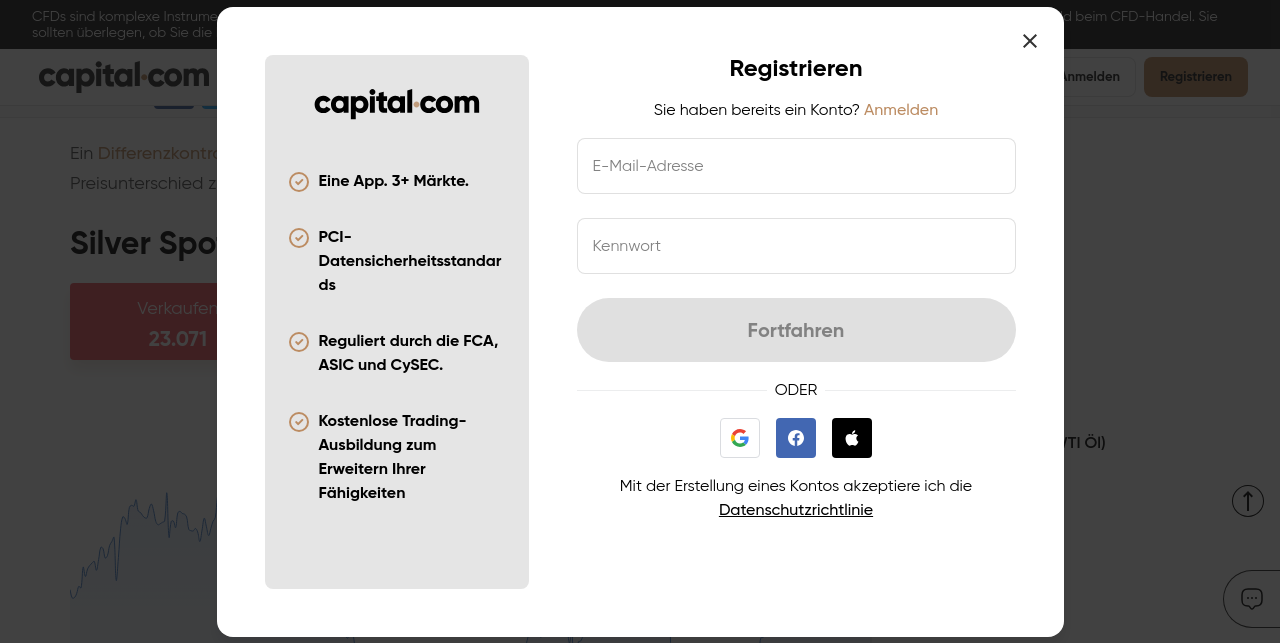 CFDs sind komplexe Instrume
d beim CFD-Handel. Sie
sollten überlegen, ob Sie die
capital.com
Anmelden
Registrieren
Ein Differenzkontra
Preisunterschied z
Silver Spo
Verkaufen
23.071
VTI Öl)
capital.com
Eine App. 3+ Märkte.
PCI-
Datensicherheitsstandar
ds
Reguliert durch die FCA,
ASIC und CySEC.
Kostenlose Trading-
Ausbildung zum
Erweitern Ihrer
Fähigkeiten
Registrieren
Sie haben bereits ein Konto? Anmelden
E-Mail-Adresse
Kennwort
Fortfahren
ODER
Mit der Erstellung eines Kontos akzeptiere ich die
Datenschutzrichtlinie